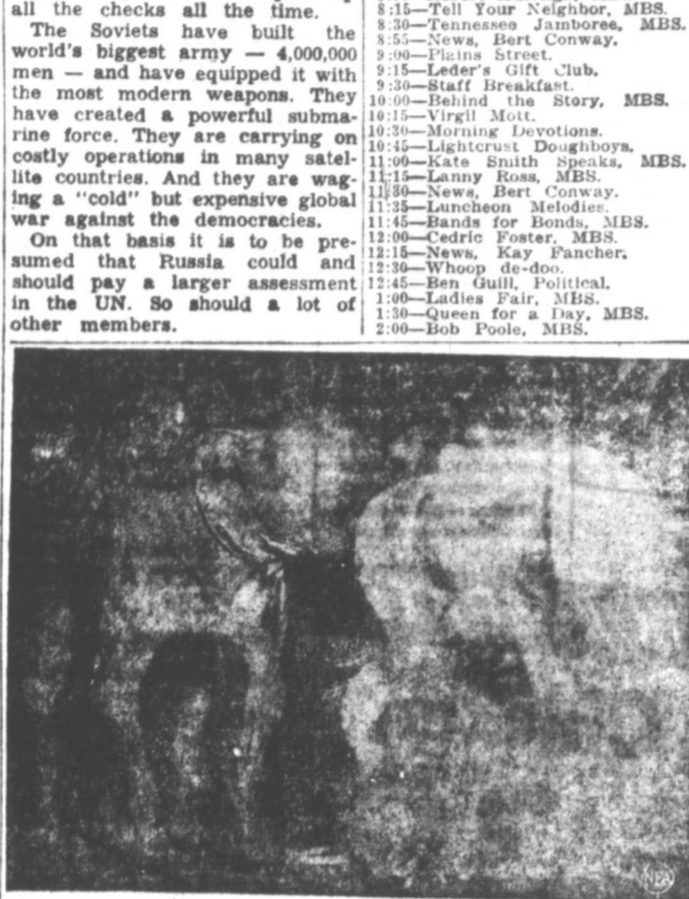 all the checks all the time.
The Soviets have built the
world's biggest army — 4,000,000
men — and have equipped it with
the most modern weapons. They
have created a powerful subma-
rine force. They are carrying on
costly operations in many satel-
lite countries. And they are wag-
ing a "cold" but expensive global
war against the democracies.
On that basis it is to be pre-
sumed that Russia could and
should pay a larger assessment
in the UN. So should a lot of
other members.
8:15—Tell Your Neighbor, MBS.
8:30—Tennessee Jamboree, MBS.
8:55—News, Bert Conway.
9:00—Plains Street.
9:15—Leder's Gift Club.
9:30—Staff Breakfast.
10:00—Behind the Story, MBS.
10:15—Virgil Mott.
10:30—Morning Devotions.
10:45—Lightcrust Doughboys.
11:00—Kate Smith Speaks, MBS.
11:15—Lanny Ross, MBS.
11:30—News, Bert Conway.
11:35—Luncheon Melodies.
11:45—Bands for Bonds, MBS.
12:00—Cedric Foster, MBS.
12:15—News, Kay Fancher.
12:30—Whoop de-doo.
12:45—Ben Guill, Political.
1:00—Ladies Fair, MBS.
1:30—Queen for a Day, MBS.
2:00—Bob Poole, MBS.
NEA